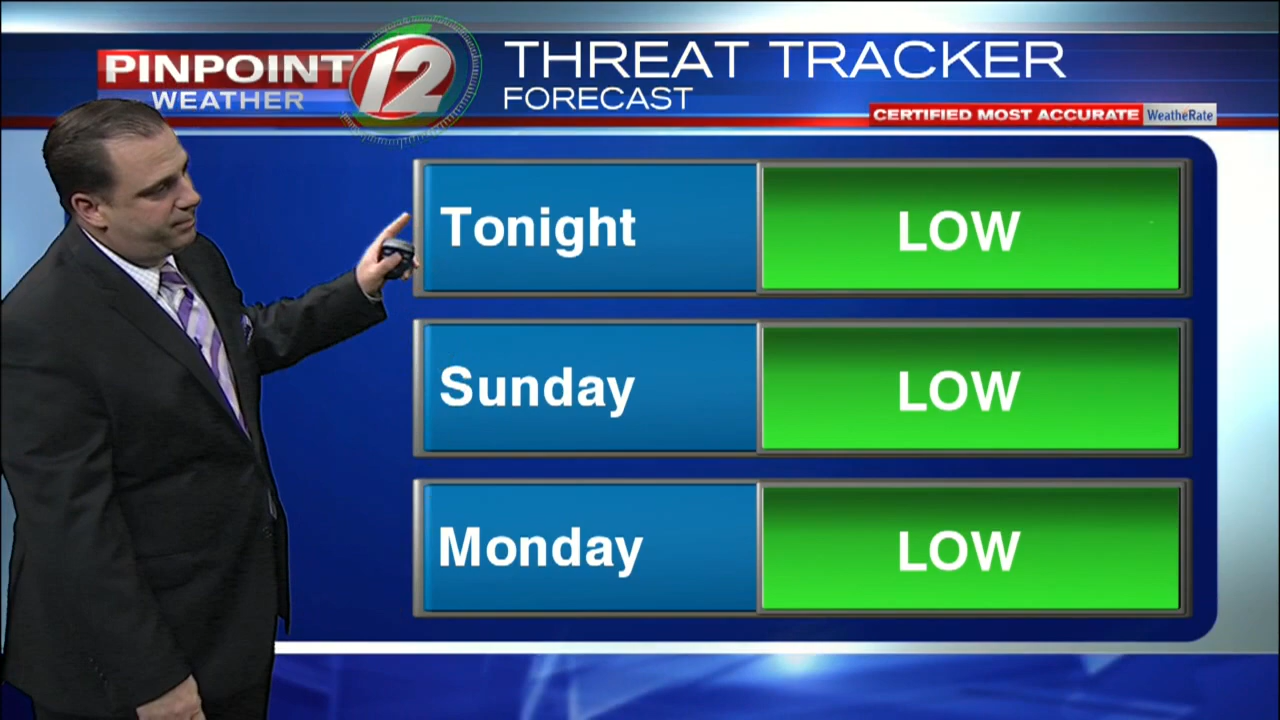 PINPOINT 12
WEATHER
THREAT TRACKER
FORECAST
CERTIFIED MOST ACCURATE WeatheRate
Tonight LOW
Sunday LOW
Monday LOW